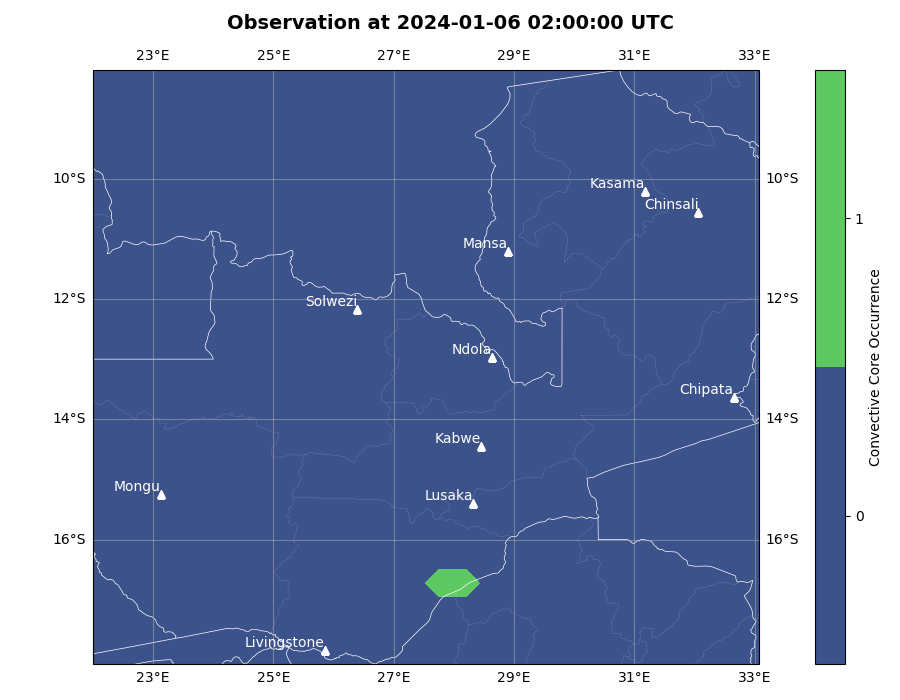 Observation at 2024-01-06 02:00:00 UTC
23°E 25°E 27°E 29°E 31°E 33°E
10°S 10°S
Kasama
Chinsali
1
Mansa
12°S 12°S
Solwezi
Ndola
Chipata
14°S 14°S
Kabwe
Mongu
Lusaka
0
16°S 16°S
Livingstone
23°E 25°E 27°E 29°E 31°E 33°E
Convective Core Occurrence